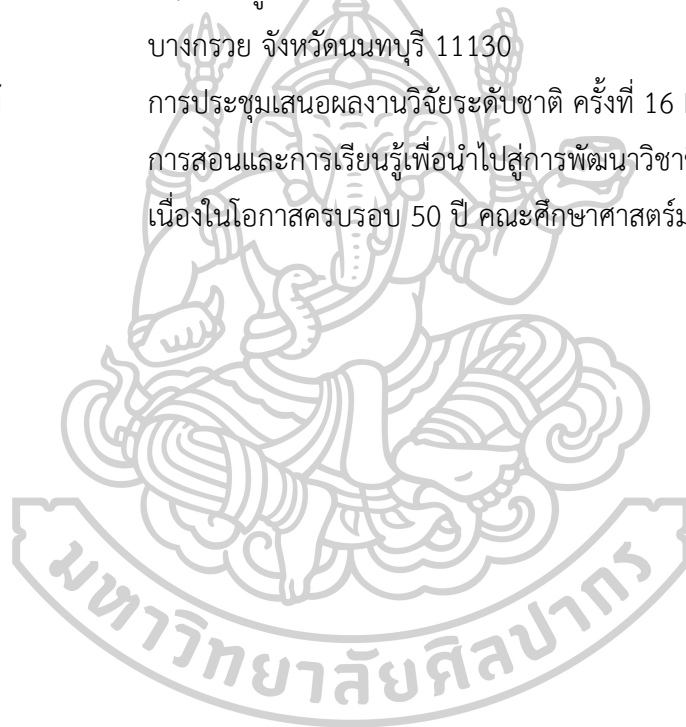 บางกรวย จังหวัดนนทบุรี 11130
การประชุมเสนอผลงานวิจัยระดับชาติ ครั้งที่ 16
การสอนและการเรียนรู้เพื่อนำไปสู่การพัฒนาวิชา
เนื่องในโอกาสครบรอบ 50 ปี คณะศึกษาศาสตร์ม
มหาวิทยาลัยศิลปากร